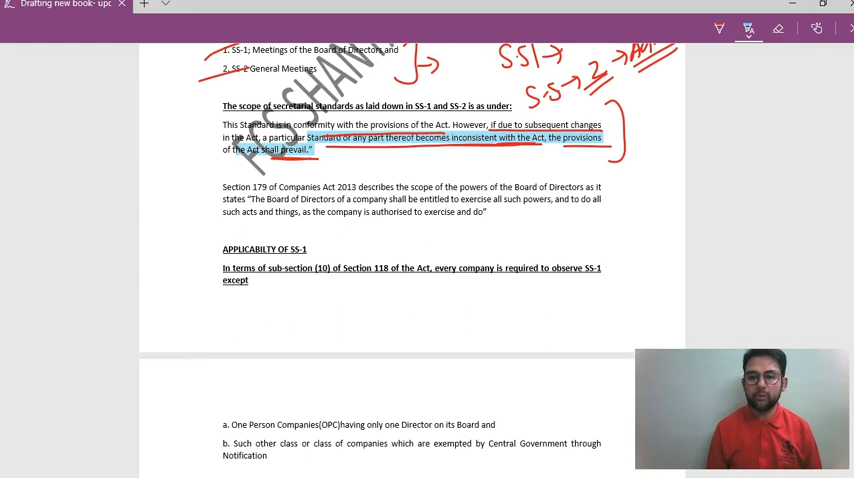 Drafting new book- upc
1. SS-1; Meetings of the Board of Directors and
2. SS-2 General Meetings
SS1 →
S-S → 2 → Act.
The scope of secretarial standards as laid down in SS-1 and SS-2 is as under:
This Standard is in conformity with the provisions of the Act. However, if due to subsequent changes
in the Act, a particular Standard or any part thereof becomes inconsistent with the Act, the provisions
of the Act shall prevail."
Section 179 of Companies Act 2013 describes the scope of the powers of the Board of Directors as it
states "The Board of Directors of a company shall be entitled to exercise all such powers, and to do all
such acts and things, as the company is authorised to exercise and do"
APPLICABILTY OF SS-1
In terms of sub-section (10) of Section 118 of the Act, every company is required to observe SS-1
except
a. One Person Companies(OPC)having only one Director on its Board and
b. Such other class or class of companies which are exempted by Central Government through
Notification